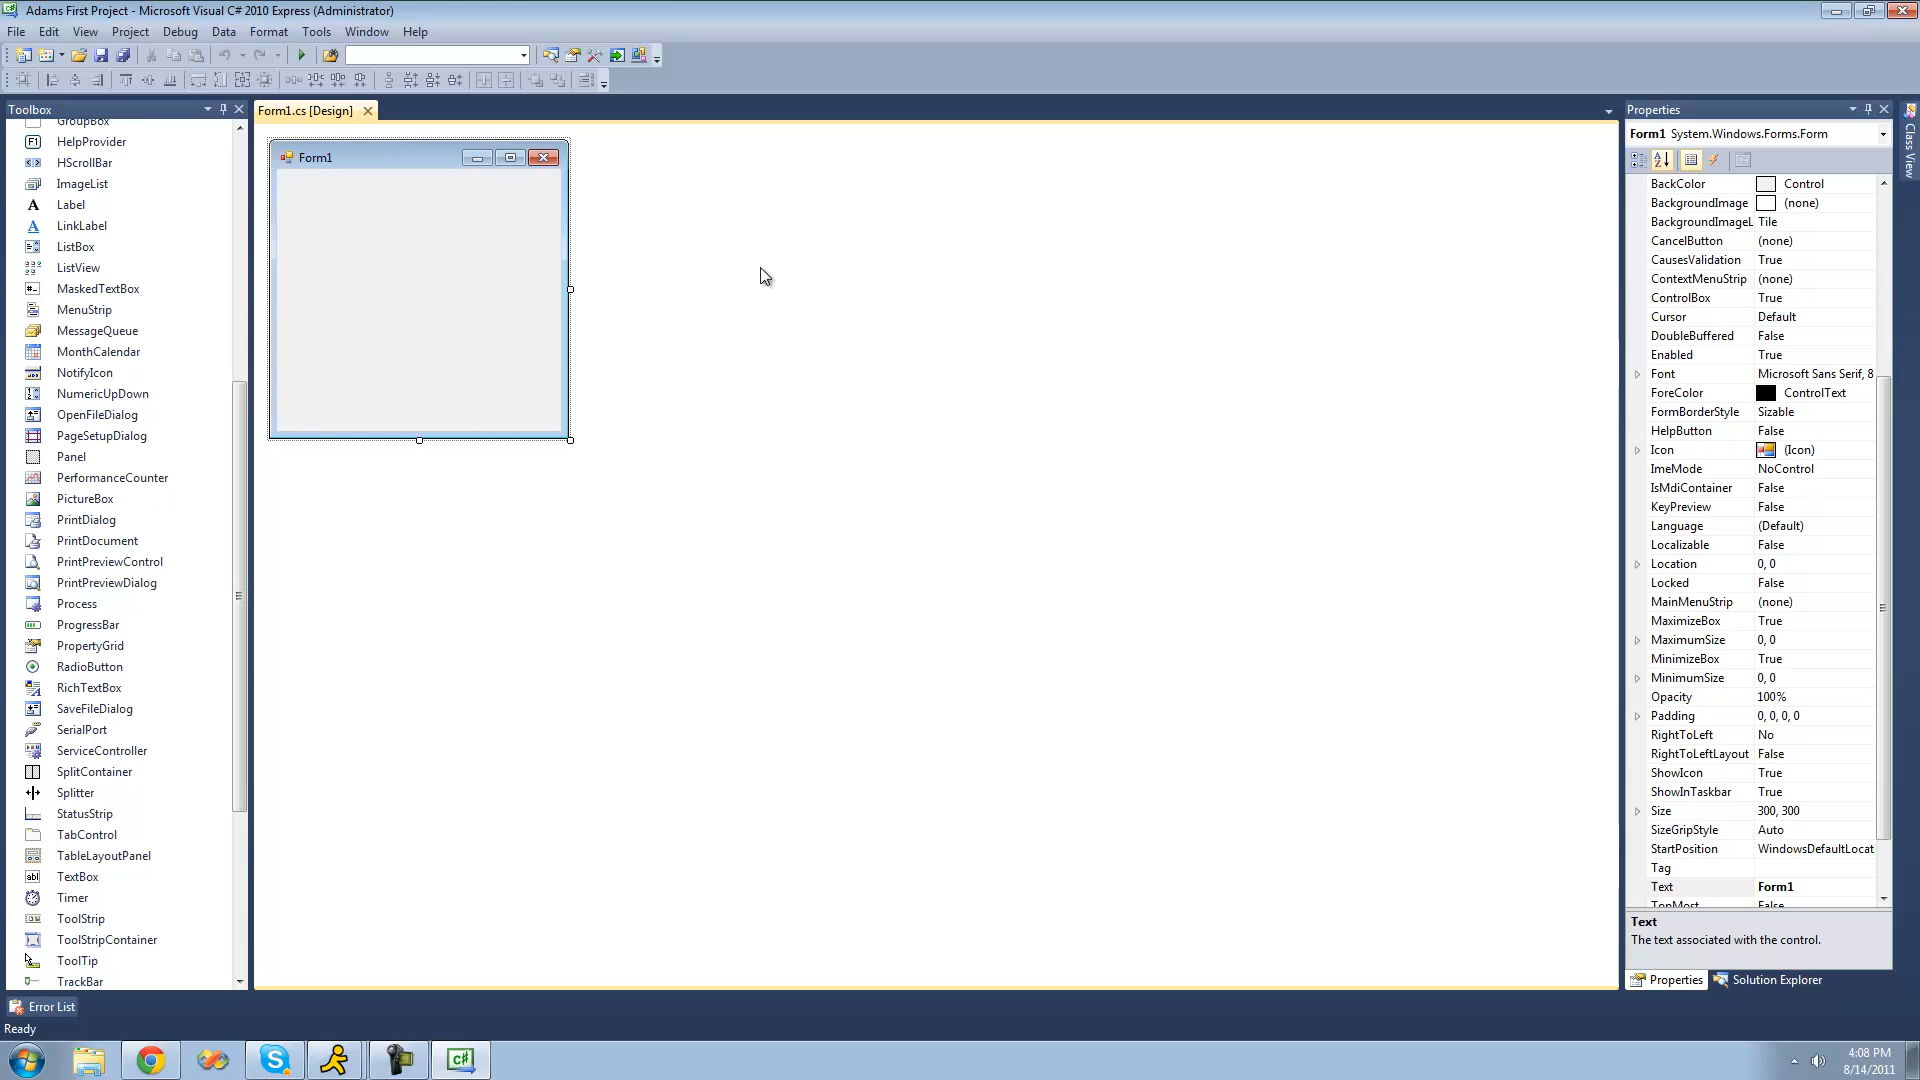 Adams First Project - Microsoft Visual C# 2010 Express (Administrator)
File Edit View Project Debug Data Format Tools Window Help
Toolbox
GroupBox
HelpProvider
HScrollBar
ImageList
Label
LinkLabel
ListBox
ListView
MaskedTextBox
MenuStrip
MessageQueue
MonthCalendar
NotifyIcon
NumericUpDown
OpenFileDialog
PageSetupDialog
Panel
PerformanceCounter
PictureBox
PrintDialog
PrintDocument
PrintPreviewControl
PrintPreviewDialog
Process
ProgressBar
PropertyGrid
RadioButton
RichTextBox
SaveFileDialog
SerialPort
ServiceController
SplitContainer
Splitter
StatusStrip
TabControl
TableLayoutPanel
TextBox
Timer
ToolStrip
ToolStripContainer
ToolTip
TrackBar
Form1.cs [Design]
Form1
Properties
Form1 System.Windows.Forms.Form
BackColor Control
BackgroundImage (none)
BackgroundImageL Tile
CancelButton (none)
CausesValidation True
ContextMenuStrip (none)
ControlBox True
Cursor Default
DoubleBuffered False
Enabled True
Font Microsoft Sans Serif, 8
ForeColor ControlText
FormBorderStyle Sizable
HelpButton False
Icon (Icon)
ImeMode NoControl
IsMdiContainer False
KeyPreview False
Language (Default)
Localizable False
Location 0, 0
Locked False
MainMenuStrip (none)
MaximizeBox True
MaximumSize 0, 0
MinimizeBox True
MinimumSize 0, 0
Opacity 100%
Padding 0, 0, 0, 0
RightToLeft No
RightToLeftLayout False
ShowIcon True
ShowInTaskbar True
Size 300, 300
SizeGripStyle Auto
StartPosition WindowsDefaultLocat
Tag
Text Form1
TopMost False
Text
The text associated with the control.
Properties Solution Explorer
Class View
Error List
Ready
4:08 PM
8/14/2011